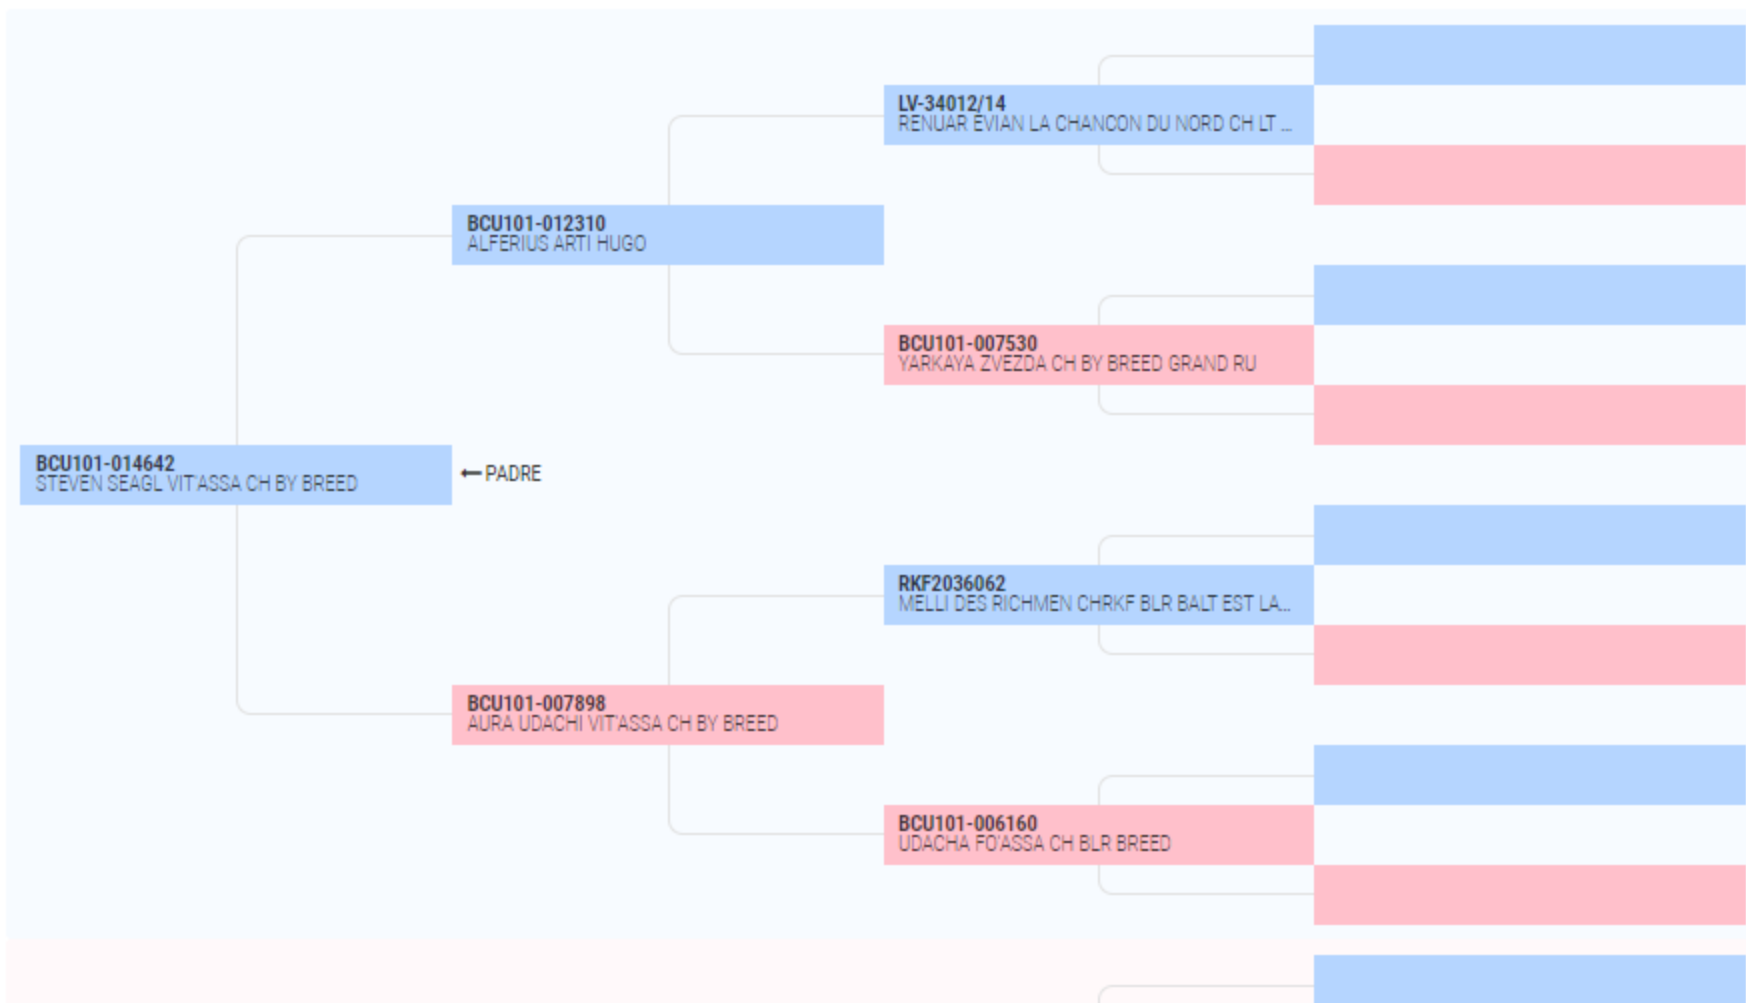 LV-34012/14
RENUAR EVIAN LA CHANCON DU NORD CH LT ...
BCU101-012310
ALFERIUS ARTI HUGO
BCU101-007530
YARKAYA ZVEZDA CH BY BREED GRAND RU
BCU101-014642
STEVEN SEAGL VIT'ASSA CH BY BREED
← PADRE
RKF2036062
MELLI DES RICHMEN CHRKF BLR BALT EST LA...
BCU101-007898
AURA UDACHI VIT'ASSA CH BY BREED
BCU101-006160
UDACHA FO'ASSA CH BLR BREED